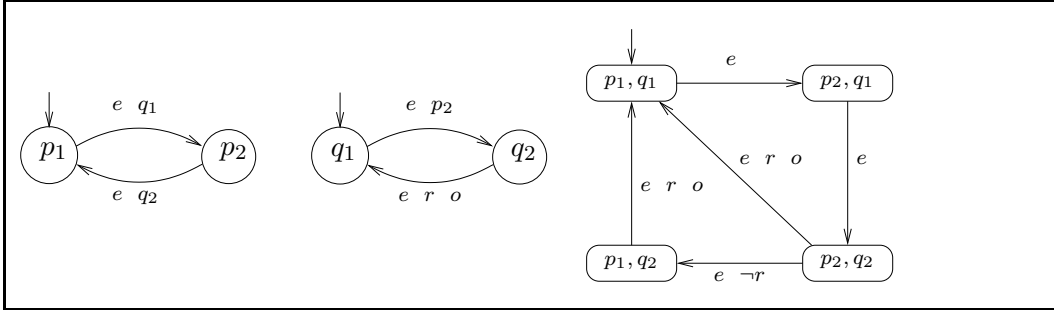 e q₁
p₁
p₂
e q₂
e p₂
q₁
q₂
e r o
e
p₁, q₁
p₂, q₁
e r o
e
e r o
p₁, q₂
p₂, q₂
e ¬r